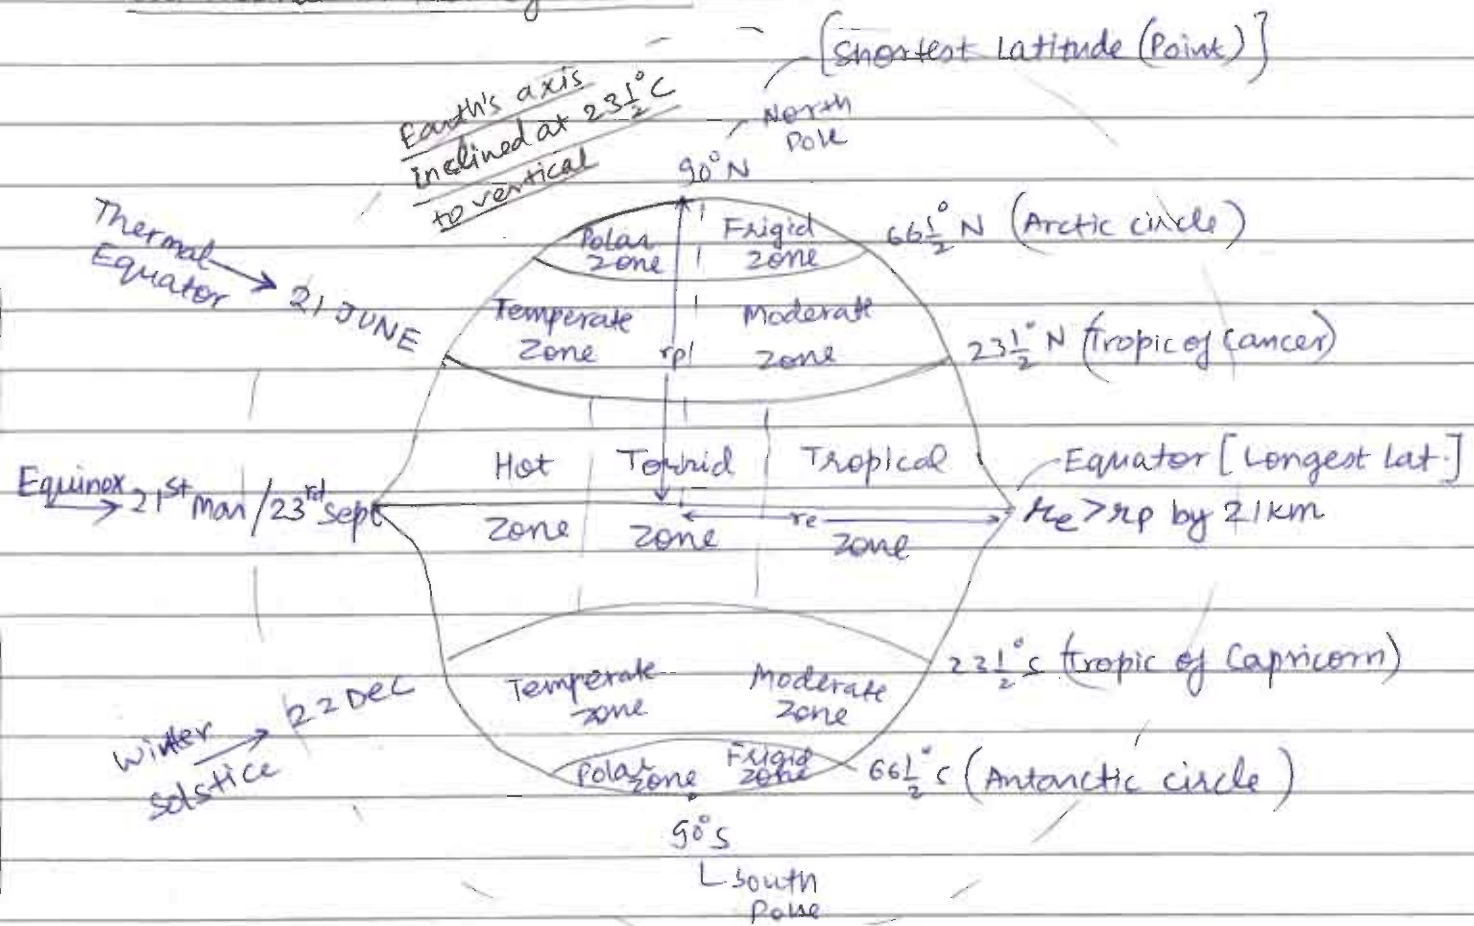 [Shortest Latitude (Point)]
North
Pole
90°N
Earth's axis
inclined at 23½°C
to vertical
Thermal
Equator → 21 JUNE
Polar Frigid
zone zone
66½°N (Arctic circle)
Temperate Moderate
Zone rp zone
23½°N (Tropic of Cancer)
Hot Torrid Tropical
Equator [Longest Lat.]
Equinox → 21st Mar/23rd Sept
zone zone re zone
re > rp by 21km
23½°S (tropic of Capricorn)
Temperate Moderate
zone zone
Winter → 22 DEC
Solstice
Polar Frigid
zone zone
66½°S (Antarctic circle)
90°S
South
Pole